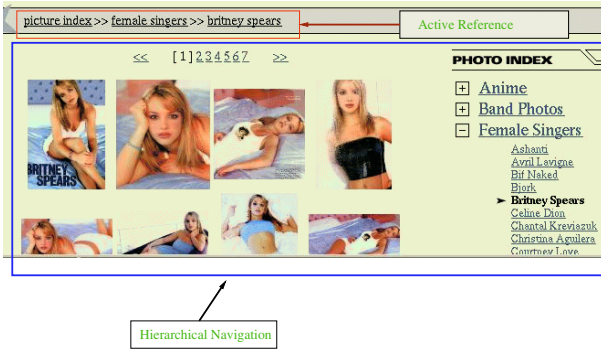 picture index >> female singers >> britney spears
Active Reference
<< [1] 2 3 4 5 6 7 >>
PHOTO INDEX
+ Anime
+ Band Photos
- Female Singers
Ashanti
Avril Lavigne
Bif Naked
Bjork
➤ Britney Spears
Celine Dion
Chantal Kreviazuk
Christina Aguilera
Courtney Love
BRITNEY
SPEARS
Hierarchical Navigation